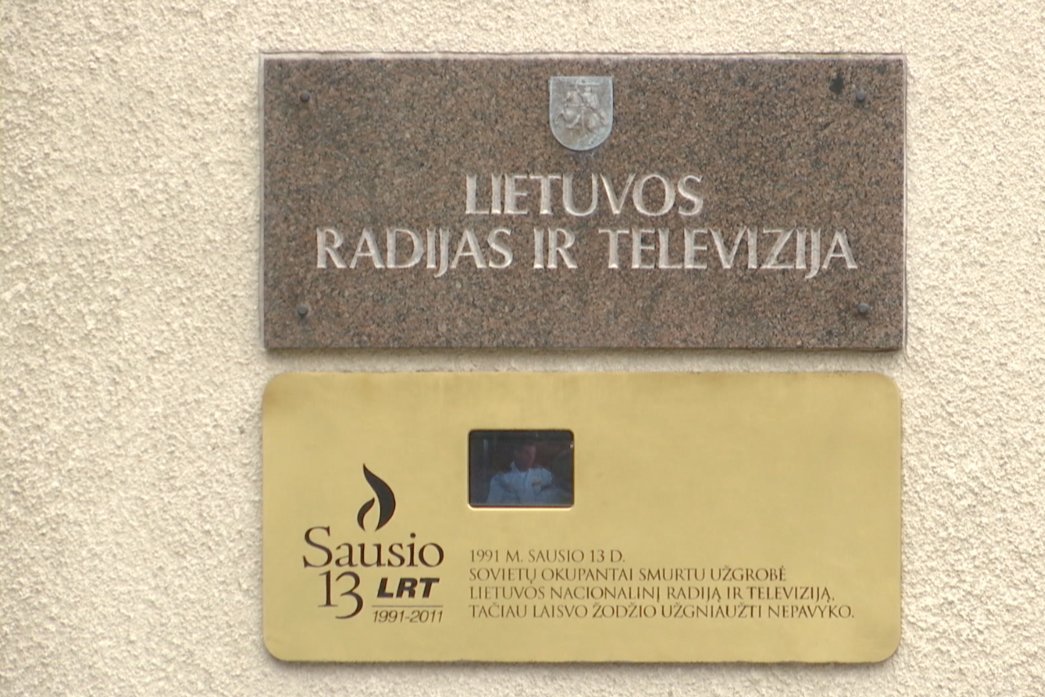 LIETUVOS
RADIJAS IR TELEVIZIJA
Sausio
13 LRT
1991-2011
1991 M. SAUSIO 13 D.
SOVIETŲ OKUPANTAI SMURTU UŽGROBĖ
LIETUVOS NACIONALINĮ RADIJĄ IR TELEVIZIJĄ,
TAČIAU LAISVO ŽODŽIO UŽGNIAUŽTI NEPAVYKO.